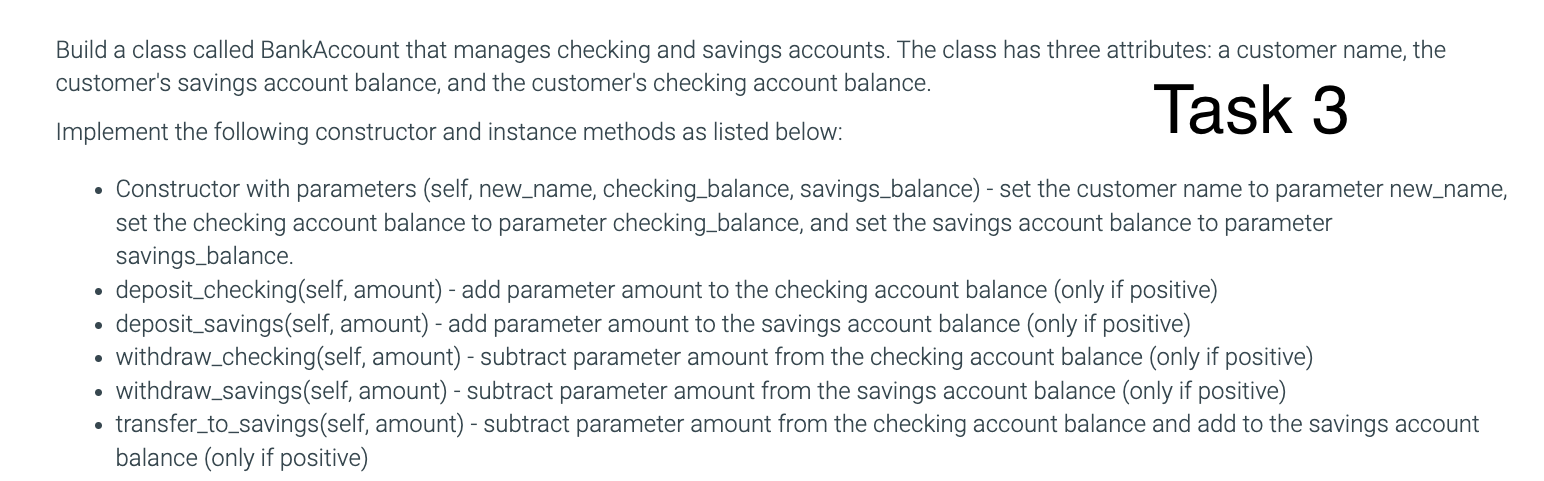 Build a class called BankAccount that manages checking and savings accounts. The class has three attributes: a customer name, the
customer's savings account balance, and the customer's checking account balance.
Task 3
Implement the following constructor and instance methods as listed below:
• Constructor with parameters (self, new_name, checking_balance, savings_balance) - set the customer name to parameter new_name,
set the checking account balance to parameter checking_balance, and set the savings account balance to parameter
savings_balance.
• deposit_checking(self, amount) - add parameter amount to the checking account balance (only if positive)
• deposit_savings(self, amount) - add parameter amount to the savings account balance (only if positive)
• withdraw_checking(self, amount) - subtract parameter amount from the checking account balance (only if positive)
• withdraw_savings(self, amount) - subtract parameter amount from the savings account balance (only if positive)
• transfer_to_savings(self, amount) - subtract parameter amount from the checking account balance and add to the savings account
balance (only if positive)